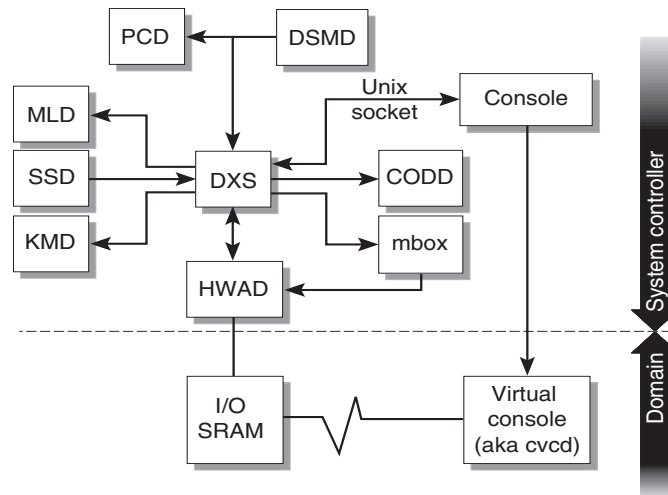 PCD
DSMD
Unix
socket
Console
MLD
SSD
DXS
CODD
KMD
mbox
HWAD
System controller
Domain
I/O
SRAM
Virtual
console
(aka cvcd)